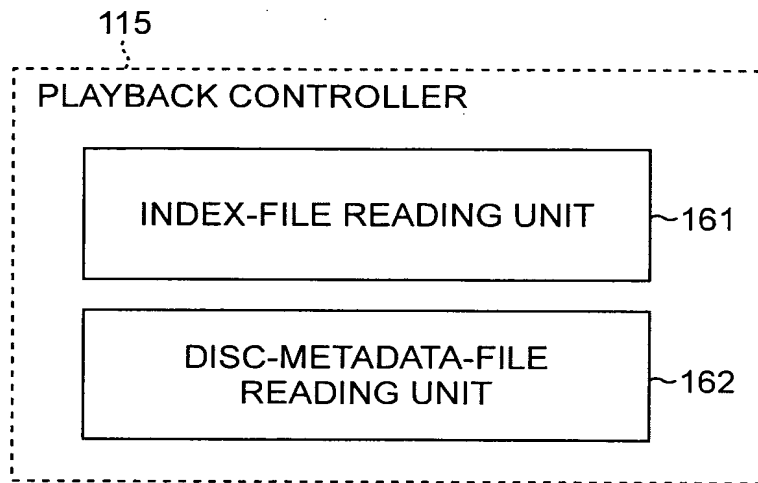 115
PLAYBACK CONTROLLER
INDEX-FILE READING UNIT
161
DISC-METADATA-FILE
READING UNIT
162